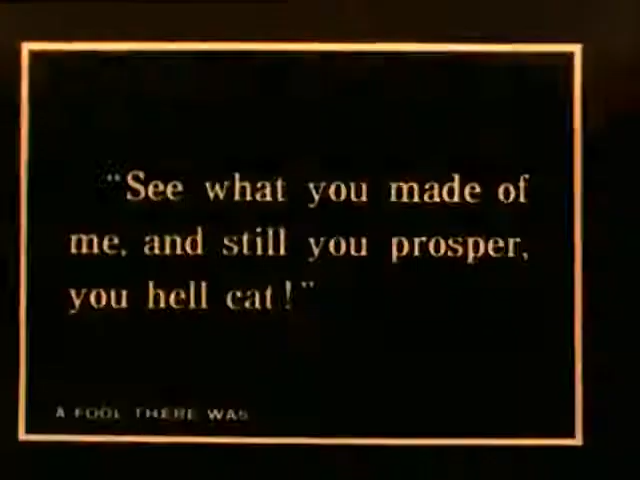 "See what you made of
me, and still you prosper,
you hell cat!"
A FOOL THERE WAS